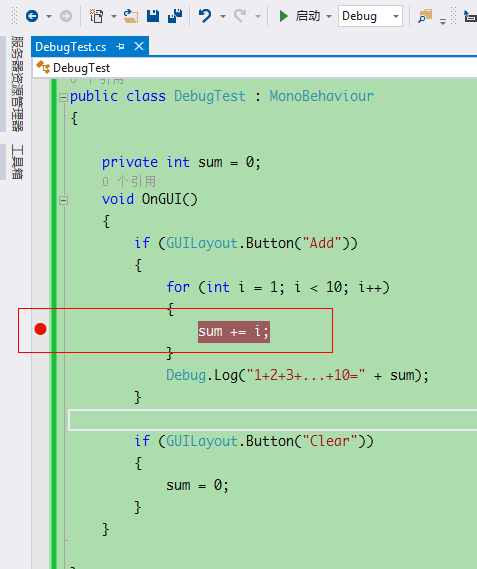 启动
Debug
DebugTest.cs
服务器资源管理器
工具箱
DebugTest
0 个引用
public class DebugTest : MonoBehaviour
{
private int sum = 0;
0 个引用
void OnGUI()
{
if (GUILayout.Button("Add"))
{
for (int i = 1; i < 10; i++)
{
sum += i;
}
Debug.Log("1+2+3+...+10=" + sum);
}
if (GUILayout.Button("Clear"))
{
sum = 0;
}
}
}